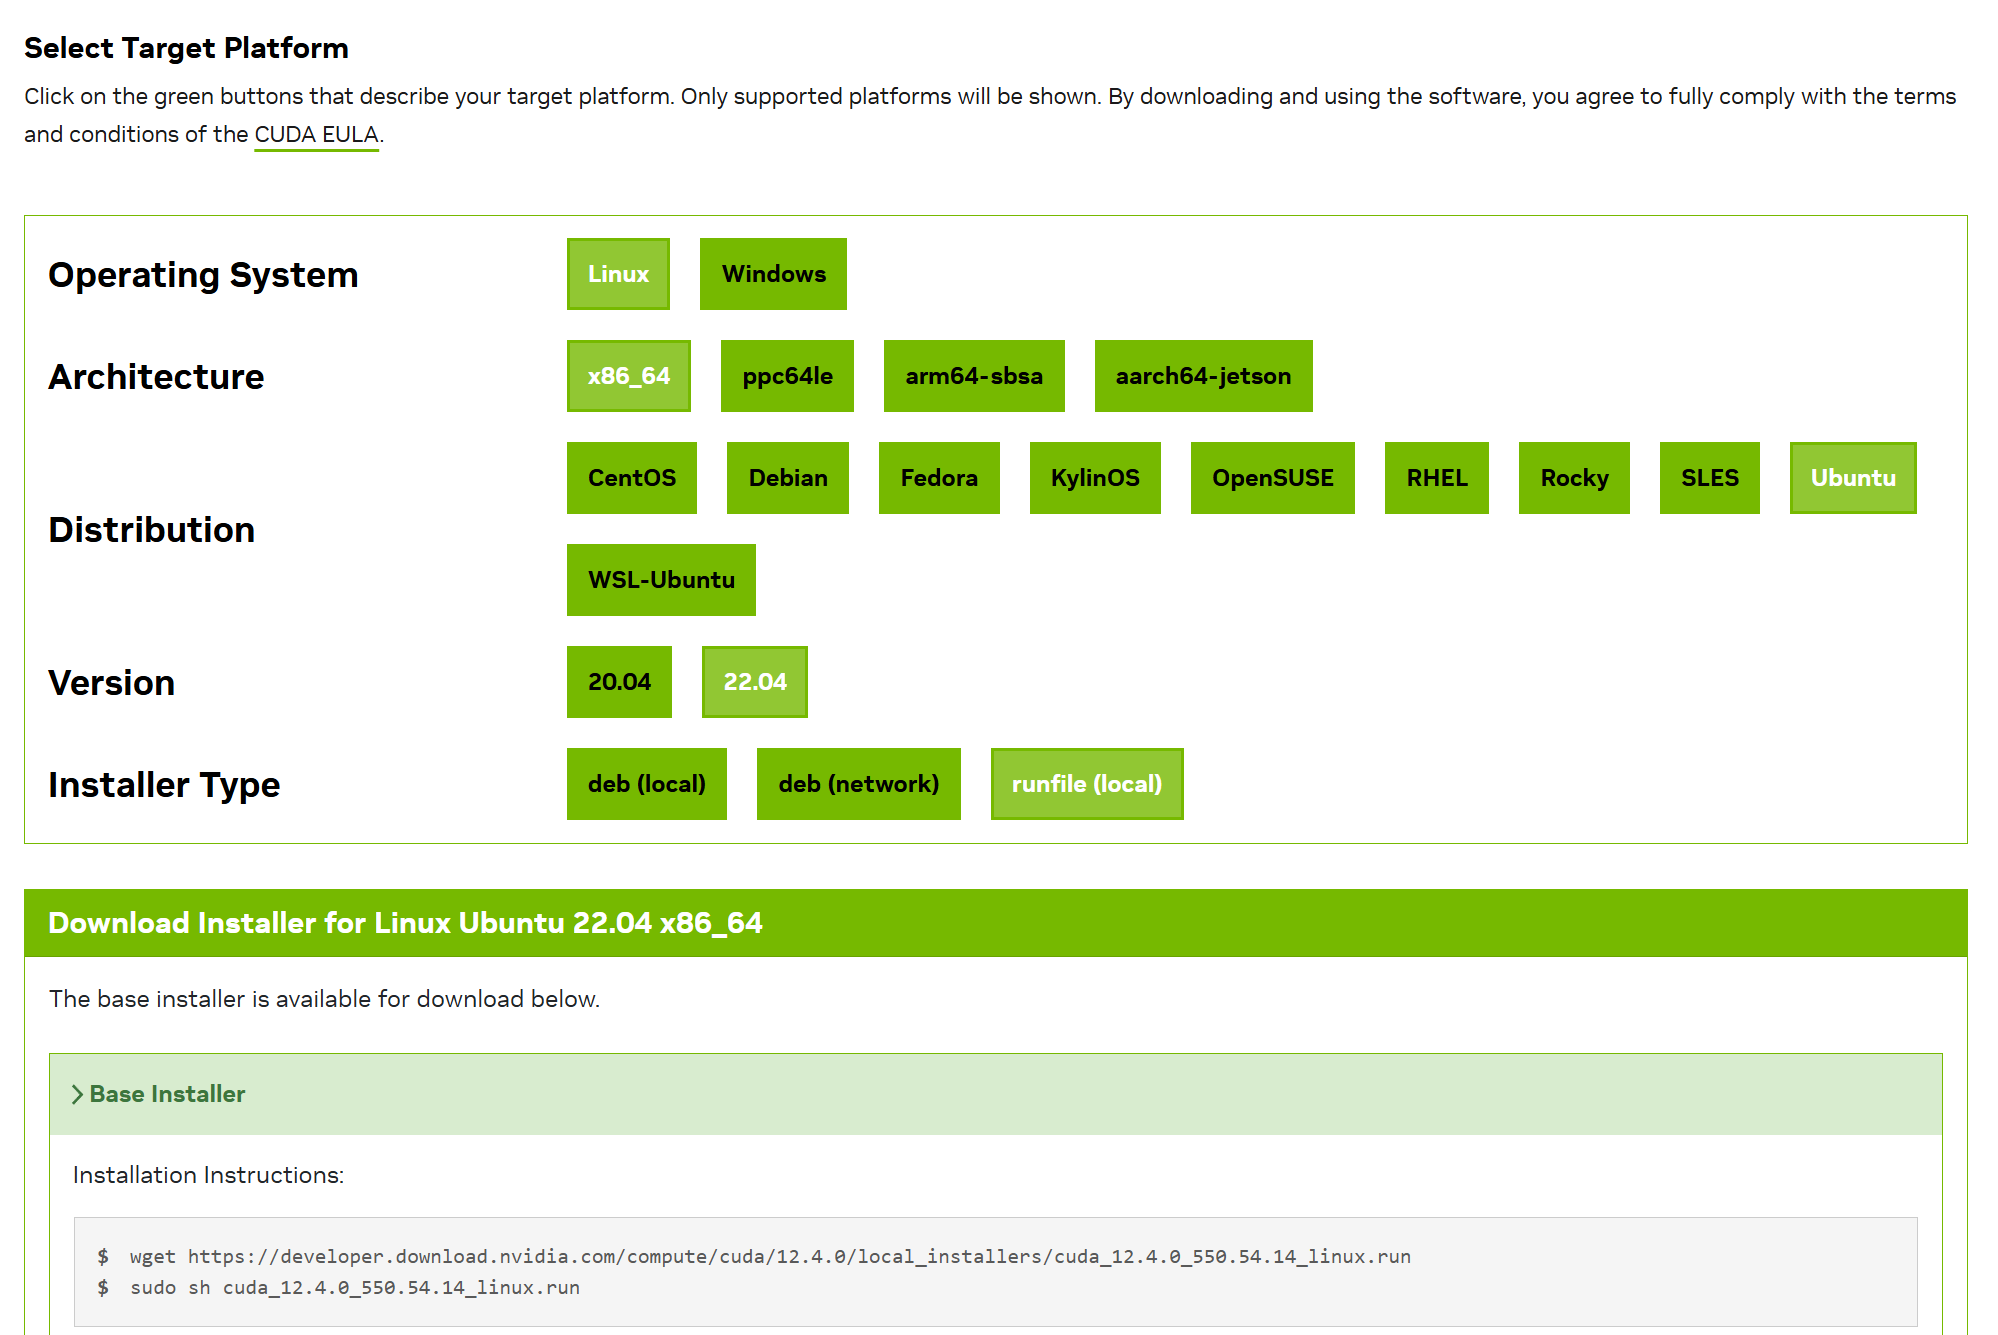 Select Target Platform
Click on the green buttons that describe your target platform. Only supported platforms will be shown. By downloading and using the software, you agree to fully comply with the terms
and conditions of the CUDA EULA.
Operating System
Linux Windows
Architecture
x86_64 ppc64le arm64-sbsa aarch64-jetson
Distribution
CentOS Debian Fedora KylinOS OpenSUSE RHEL Rocky SLES Ubuntu
WSL-Ubuntu
Version
20.04 22.04
Installer Type
deb (local) deb (network) runfile (local)
Download Installer for Linux Ubuntu 22.04 x86_64
The base installer is available for download below.
Base Installer
Installation Instructions:
$ wget https://developer.download.nvidia.com/compute/cuda/12.4.0/local_installers/cuda_12.4.0_550.54.14_linux.run
$ sudo sh cuda_12.4.0_550.54.14_linux.run